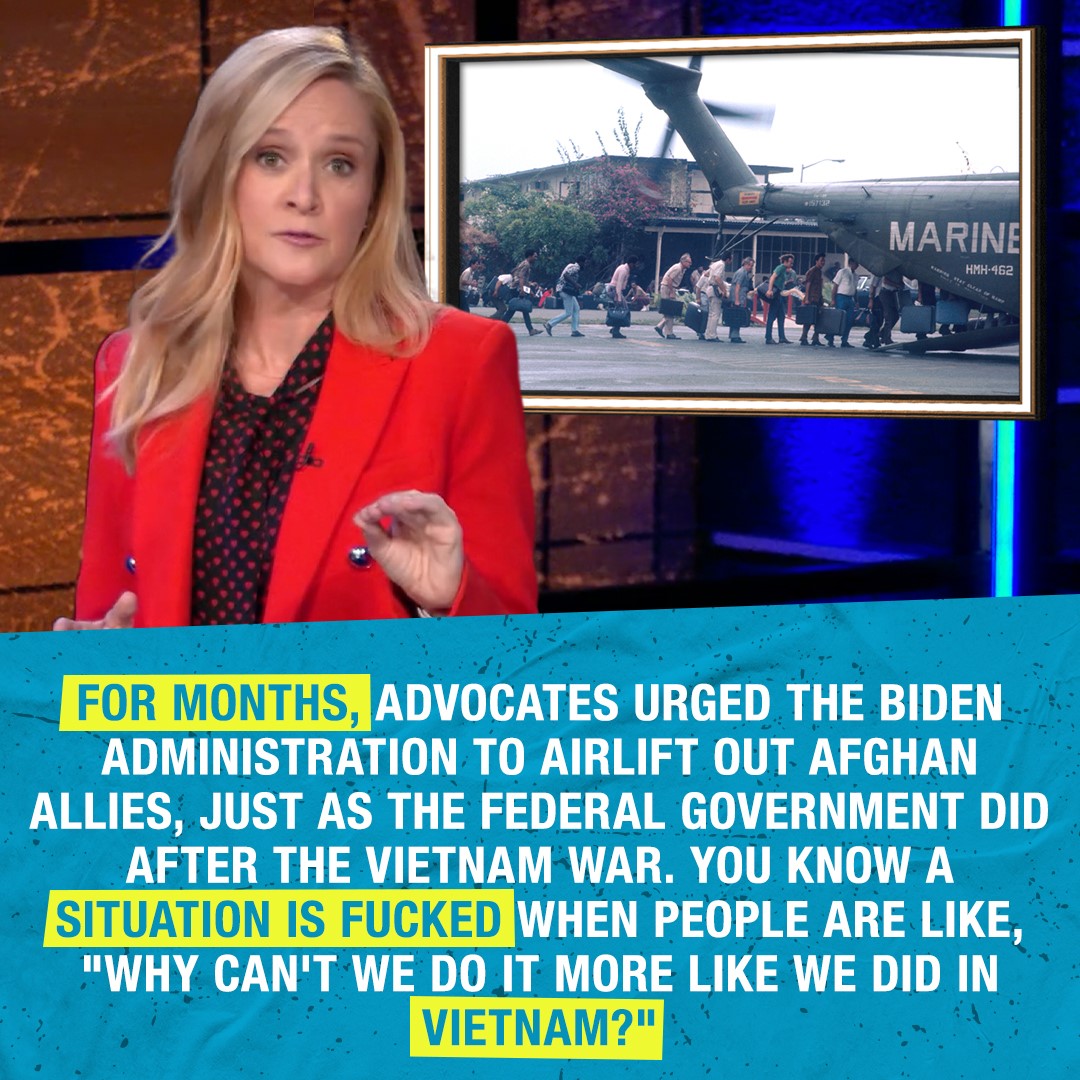 MARINE
HMH-462
FOR MONTHS, ADVOCATES URGED THE BIDEN
ADMINISTRATION TO AIRLIFT OUT AFGHAN
ALLIES, JUST AS THE FEDERAL GOVERNMENT DID
AFTER THE VIETNAM WAR. YOU KNOW A
SITUATION IS FUCKED WHEN PEOPLE ARE LIKE,
"WHY CAN'T WE DO IT MORE LIKE WE DID IN
VIETNAM?"